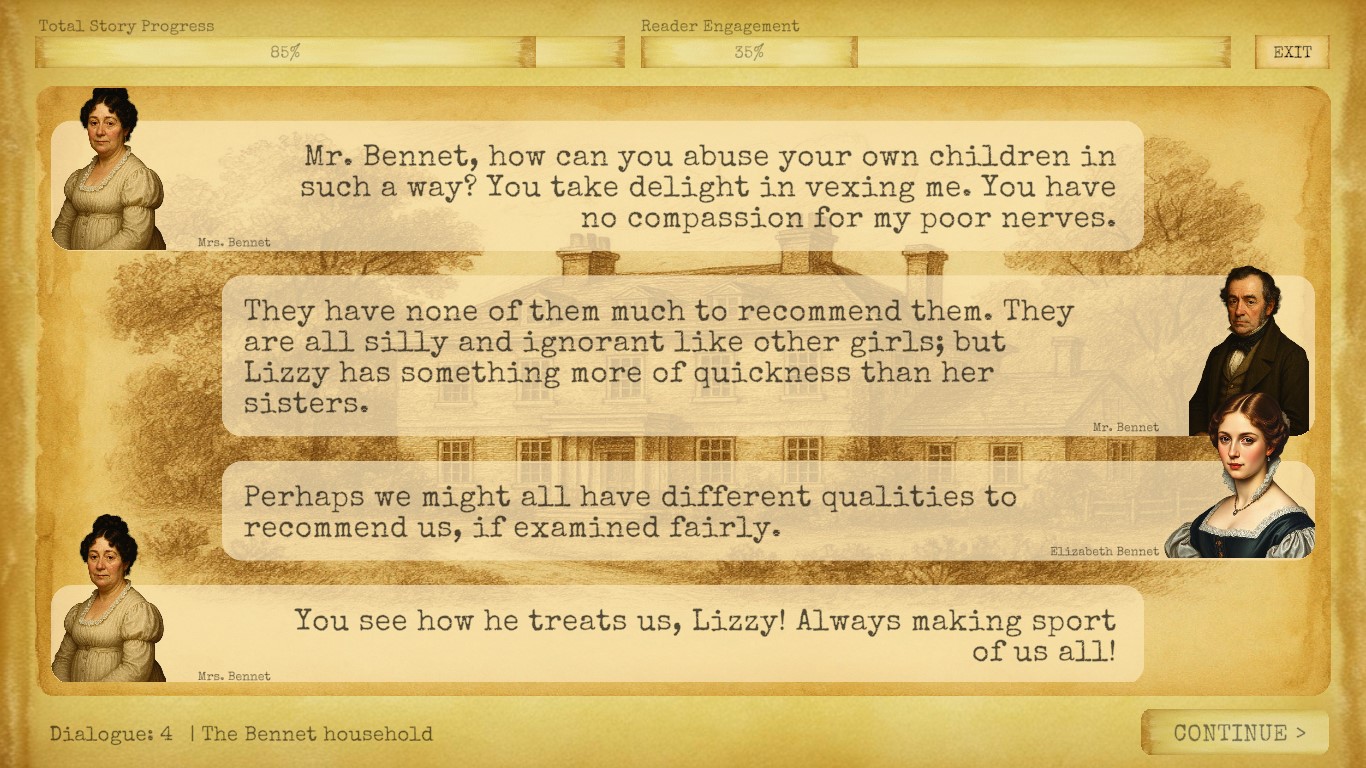 Total Story Progress
Reader Engagement
85%
35%
EXIT
Mr. Bennet, how can you abuse your own children in
such a way? You take delight in vexing me. You have
no compassion for my poor nerves.
Mrs. Bennet
They have none of them much to recommend them. They
are all silly and ignorant like other girls; but
Lizzy has something more of quickness than her
sisters.
Mr. Bennet
Perhaps we might all have different qualities to
recommend us, if examined fairly.
Elizabeth Bennet
You see how he treats us, Lizzy! Always making sport
of us all!
Mrs. Bennet
Dialogue: 4 | The Bennet household
CONTINUE >